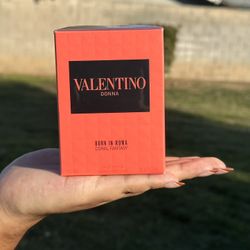 VALENTINO
DONNA
BORN IN ROMA
CORAL FANTASY